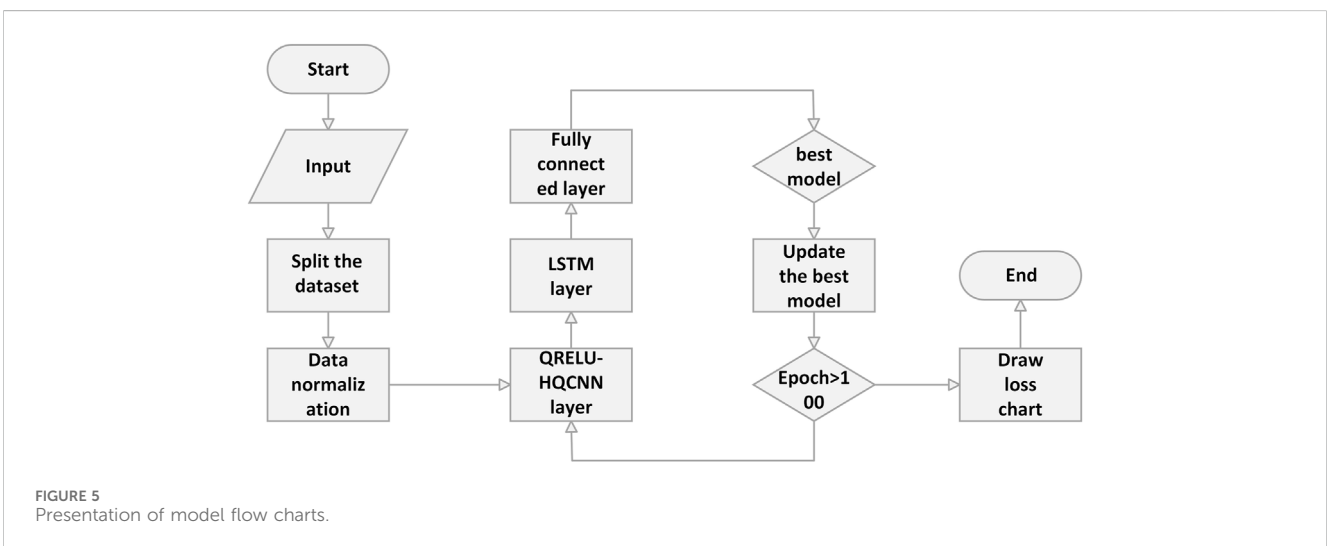 Start
Input
Split the
dataset
Data
normaliz
ation
QRELU-
HQCNN
layer
LSTM
layer
Fully
connect
ed layer
best
model
Update
the best
model
Epoch>1
00
Draw
loss
chart
End
FIGURE 5
Presentation of model flow charts.